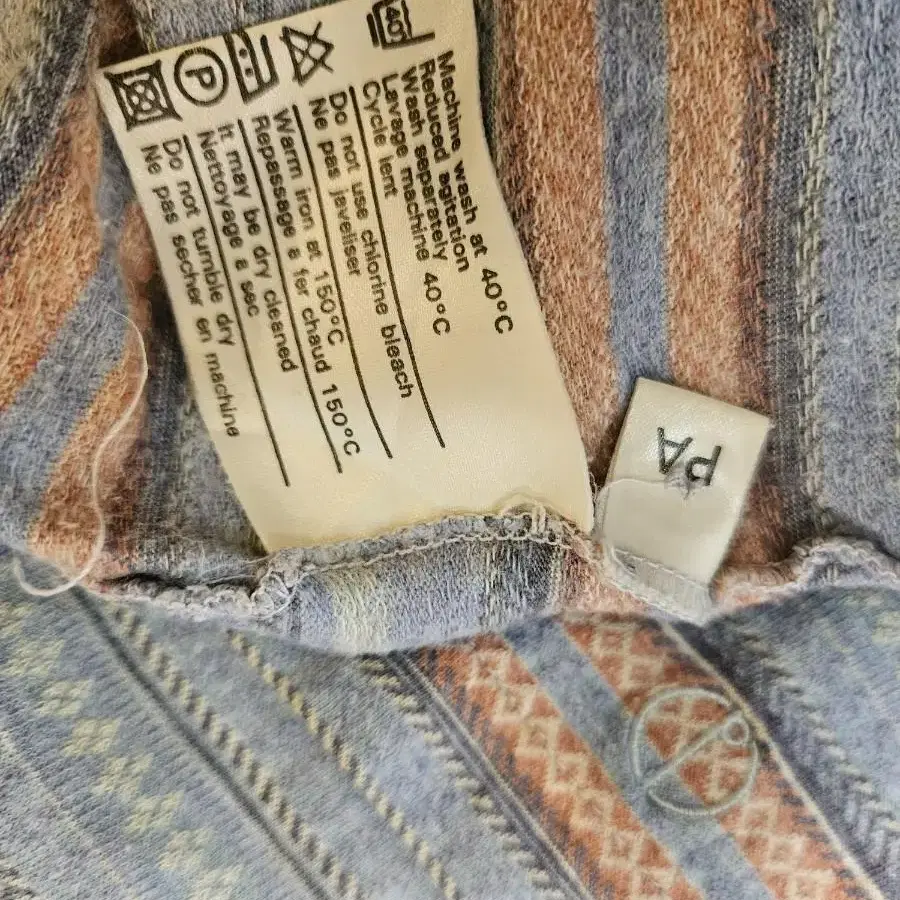 40
Machine wash at 40°C
Reduced agitation
Wash separately
Lavage machine 40°C
Cycle lent
Do not use chlorine bleach
Ne pas javelliser
Warm iron at 150°C
Repassage a fer chaud 150°C
It may be dry cleaned
Nettoyage a sec
Do not tumble dry
Ne pas secher en machine
P
PA